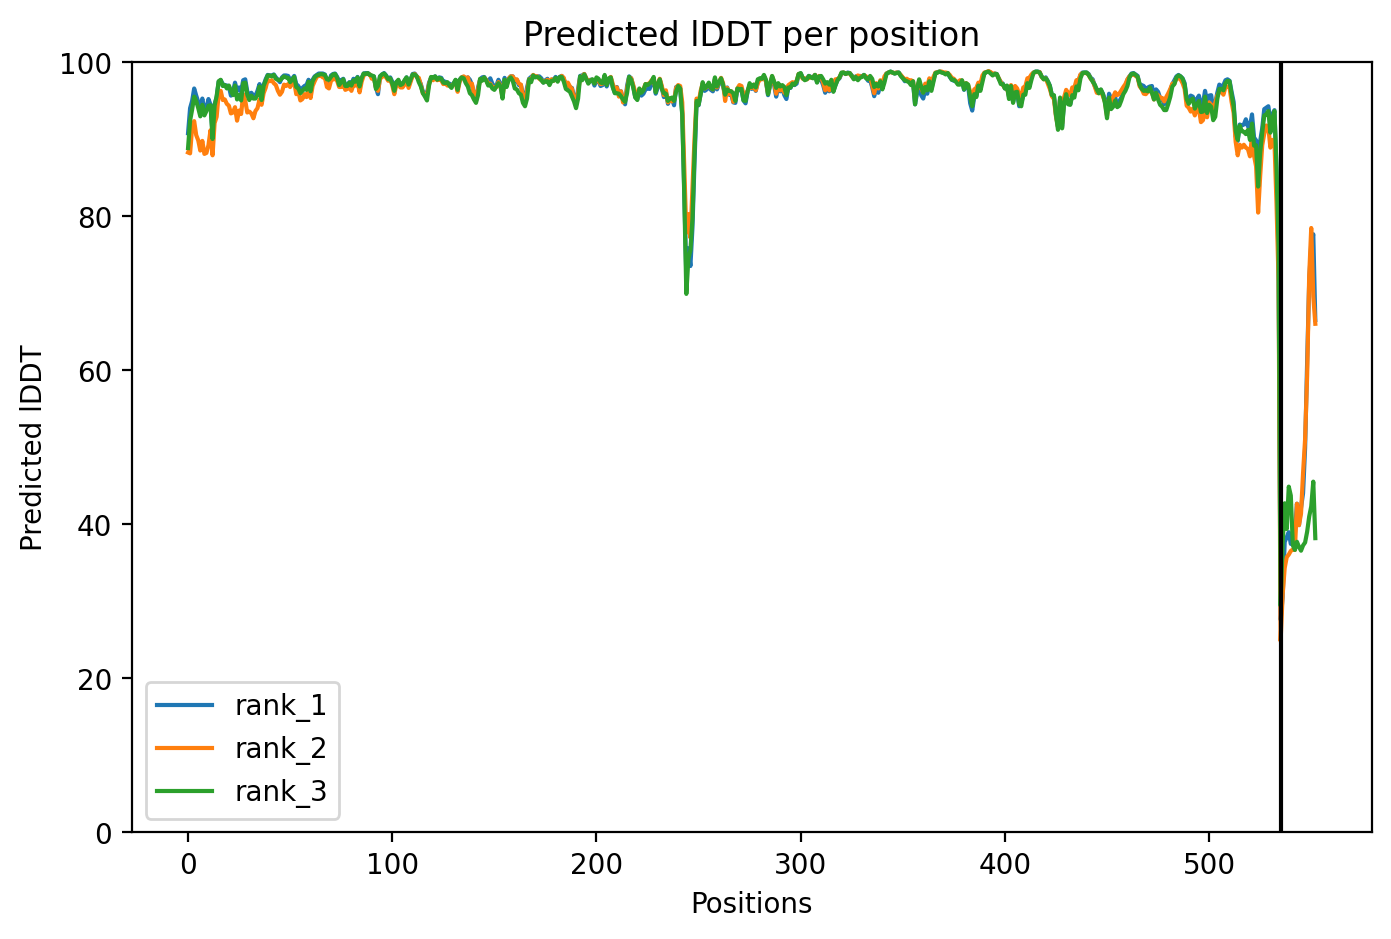 Predicted lDDT per position
100
80
60
40
20
0
Predicted lDDT
rank_1
rank_2
rank_3
0 100 200 300 400 500
Positions